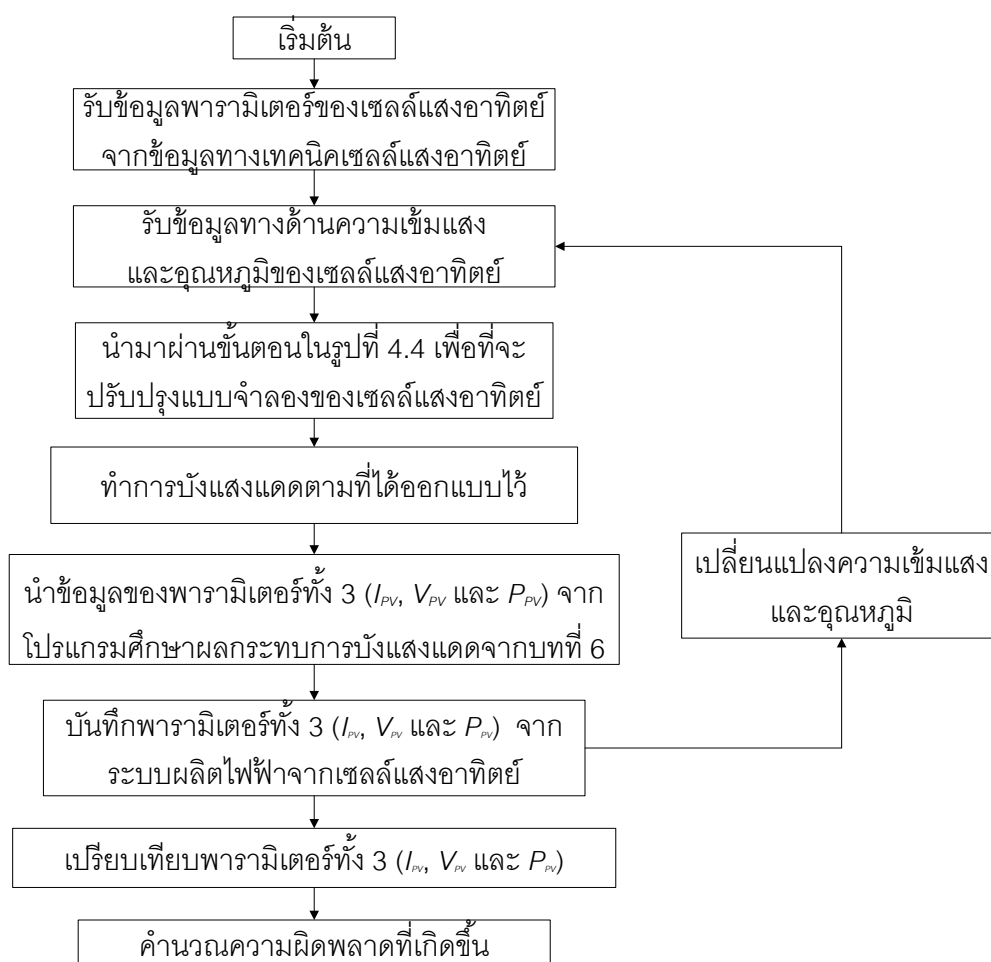 เริ่มต้น
รับข้อมูลพารามิเตอร์ของเซลล์แสงอาทิตย์
จากข้อมูลทางเทคนิคเซลล์แสงอาทิตย์
รับข้อมูลทางด้านความเข้มแสง
และอุณหภูมิของเซลล์แสงอาทิตย์
นำมาผ่านขั้นตอนในรูปที่ 4.4 เพื่อที่จะ
ปรับปรุงแบบจำลองของเซลล์แสงอาทิตย์
ทำการบังแสงแดดตามที่ได้ออกแบบไว้
นำข้อมูลของพารามิเตอร์ทั้ง 3 (I_PV, V_PV และ P_PV) จาก
โปรแกรมศึกษาผลกระทบการบังแสงแดดจากบทที่ 6
บันทึกพารามิเตอร์ทั้ง 3 (I_PV, V_PV และ P_PV) จาก
ระบบผลิตไฟฟ้าจากเซลล์แสงอาทิตย์
เปรียบเทียบพารามิเตอร์ทั้ง 3 (I_PV, V_PV และ P_PV)
คำนวณความผิดพลาดที่เกิดขึ้น
เปลี่ยนแปลงความเข้มแสง
และอุณหภูมิ